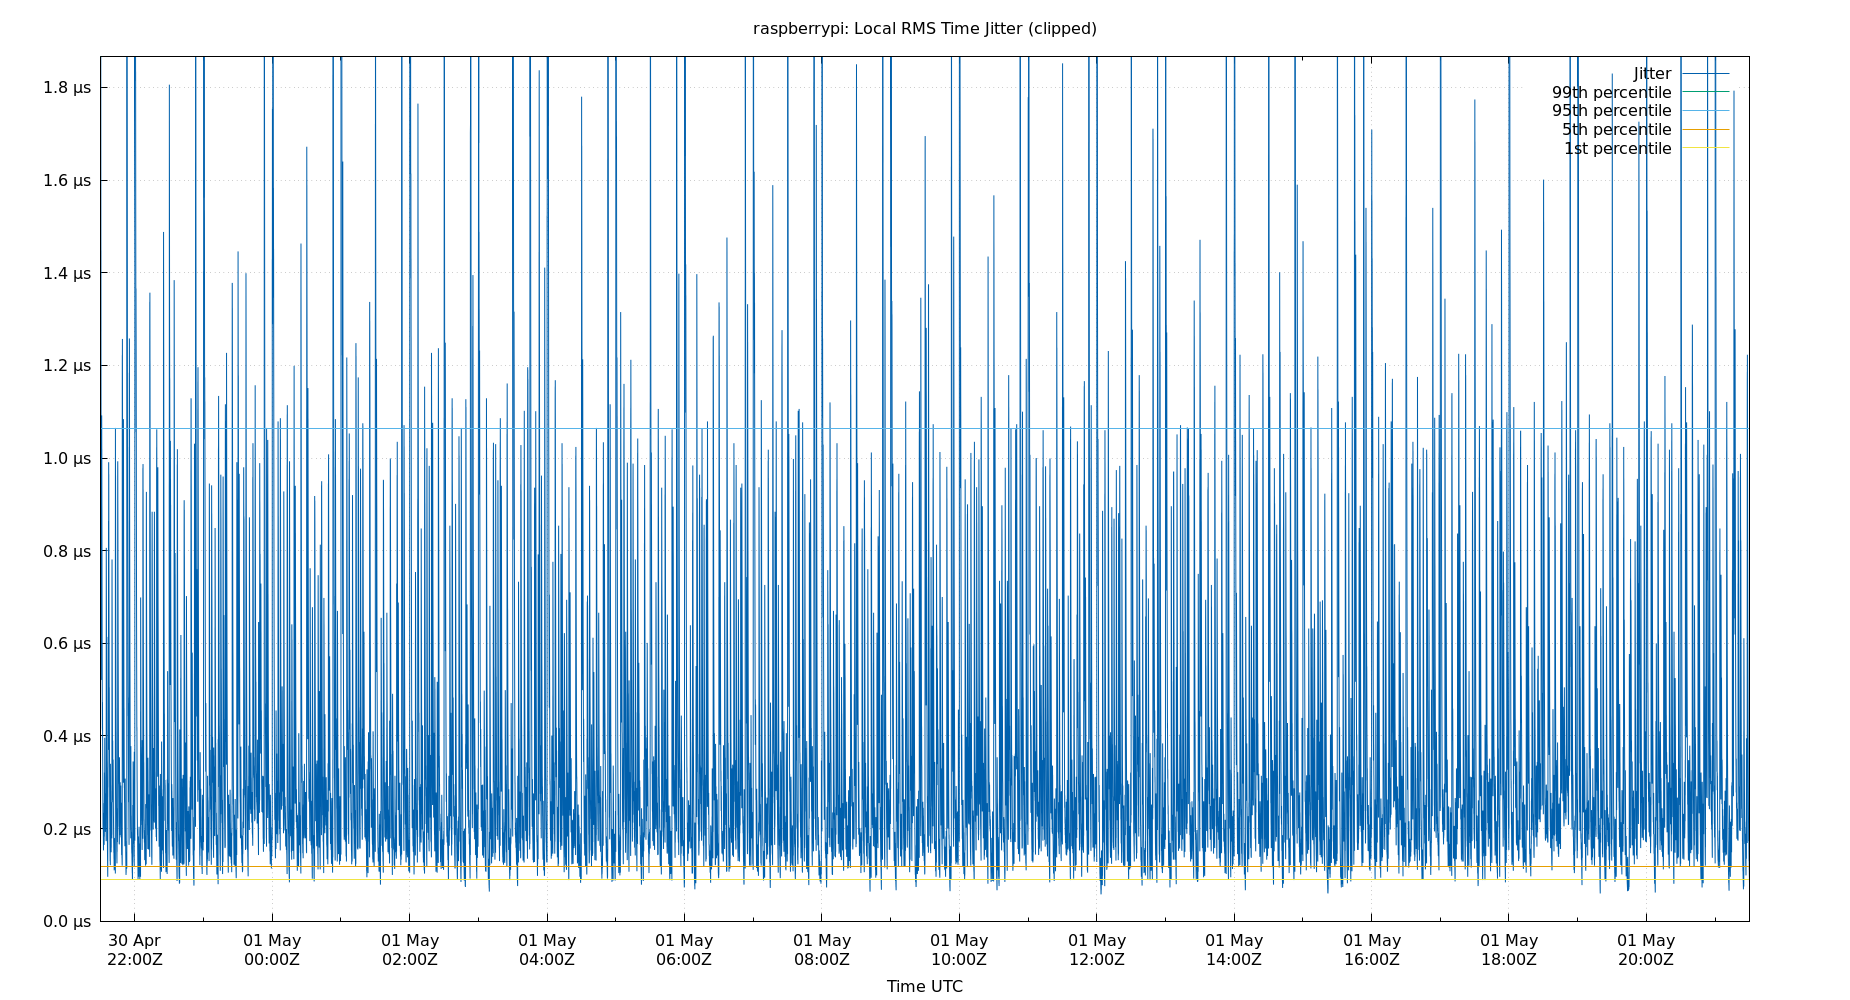 raspberrypi: Local RMS Time Jitter (clipped)
1.8 µs
1.6 µs
1.4 µs
1.2 µs
1.0 µs
0.8 µs
0.6 µs
0.4 µs
0.2 µs
0.0 µs
Jitter
99th percentile
95th percentile
5th percentile
1st percentile
30 Apr 01 May 01 May 01 May 01 May 01 May 01 May 01 May 01 May 01 May 01 May 01 May
22:00Z 00:00Z 02:00Z 04:00Z 06:00Z 08:00Z 10:00Z 12:00Z 14:00Z 16:00Z 18:00Z 20:00Z
Time UTC